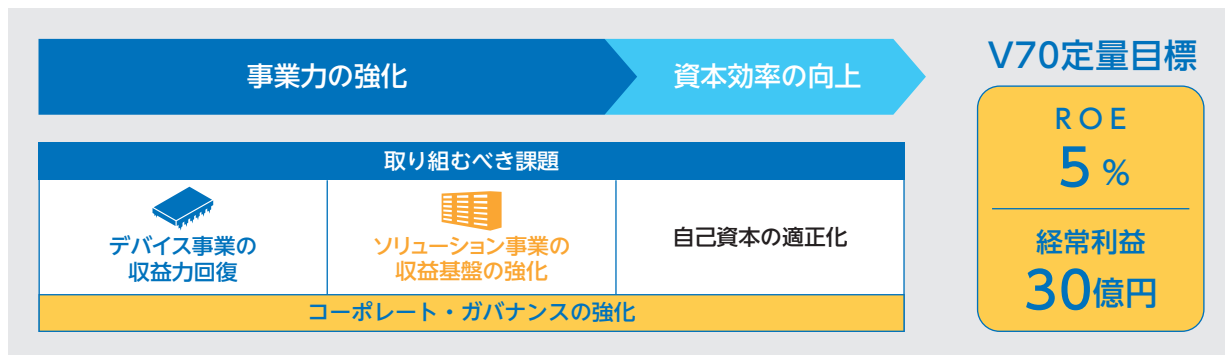 事業力の強化
資本効率の向上
V70定量目標
ROE
5%
経常利益
30億円
取り組むべき課題
デバイス事業の
収益力回復
ソリューション事業の
収益基盤の強化
自己資本の適正化
コーポレート・ガバナンスの強化